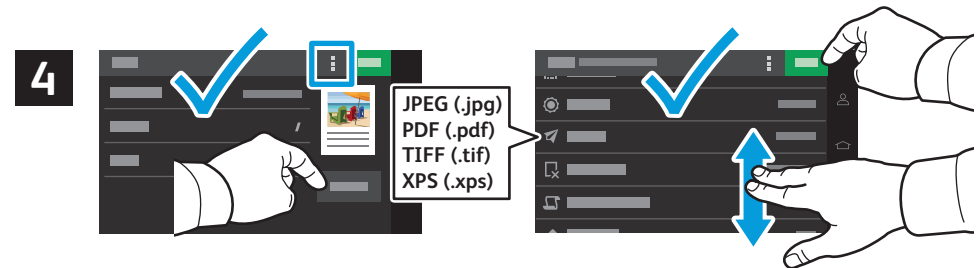 4
JPEG (.jpg)
PDF (.pdf)
TIFF (.tif)
XPS (.xps)